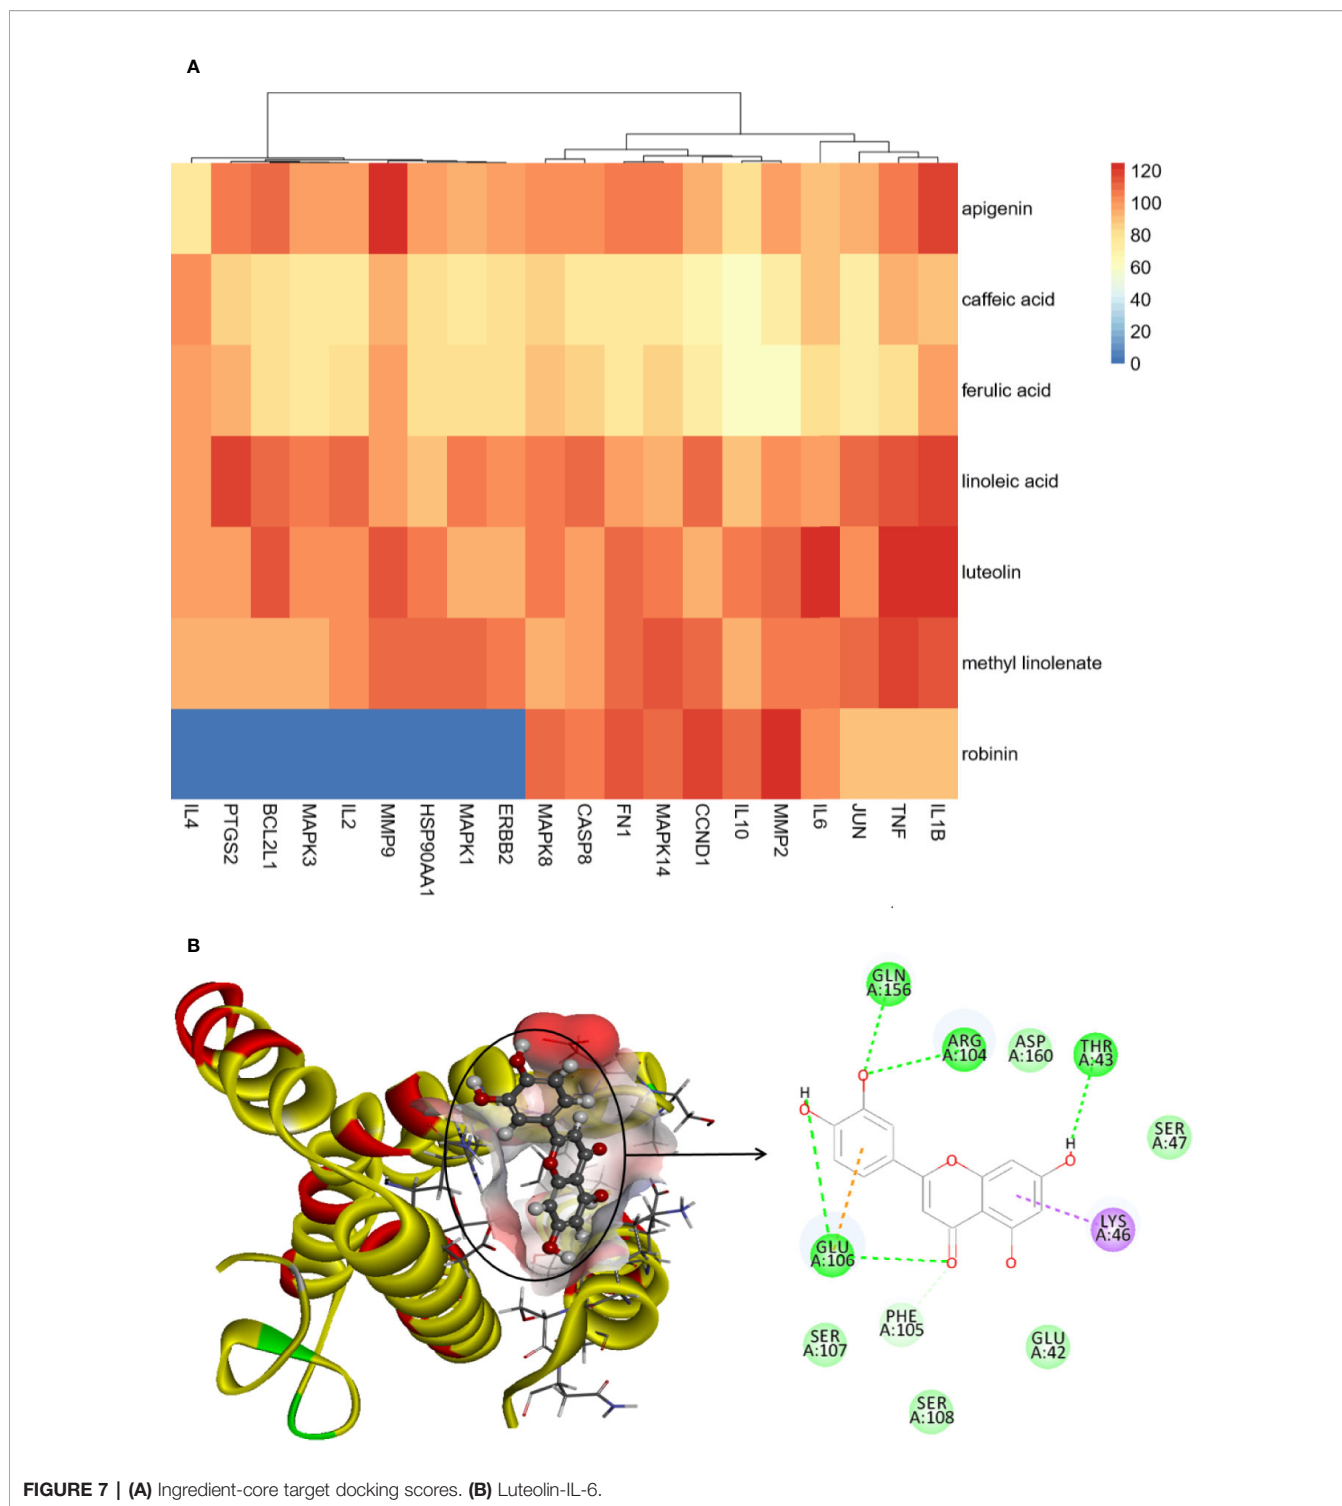 A
120
100
80
60
40
20
0
apigenin
caffeic acid
ferulic acid
linoleic acid
luteolin
methyl linolenate
robinin
IL4
PTGS2
BCL2L1
MAPK3
IL2
MMP9
HSP90AA1
MAPK1
ERBB2
MAPK8
CASP8
FN1
MAPK14
CCND1
IL10
MMP2
IL6
JUN
TNF
IL1B
B
GLN
A:156
ARG
A:104
ASP
A:160
THR
A:43
SER
A:47
H
O
O
H
O
O
LYS
A:46
GLU
A:106
O
O
PHE
A:105
SER
A:107
GLU
A:42
SER
A:108
FIGURE 7 | (A) Ingredient-core target docking scores. (B) Luteolin-IL-6.